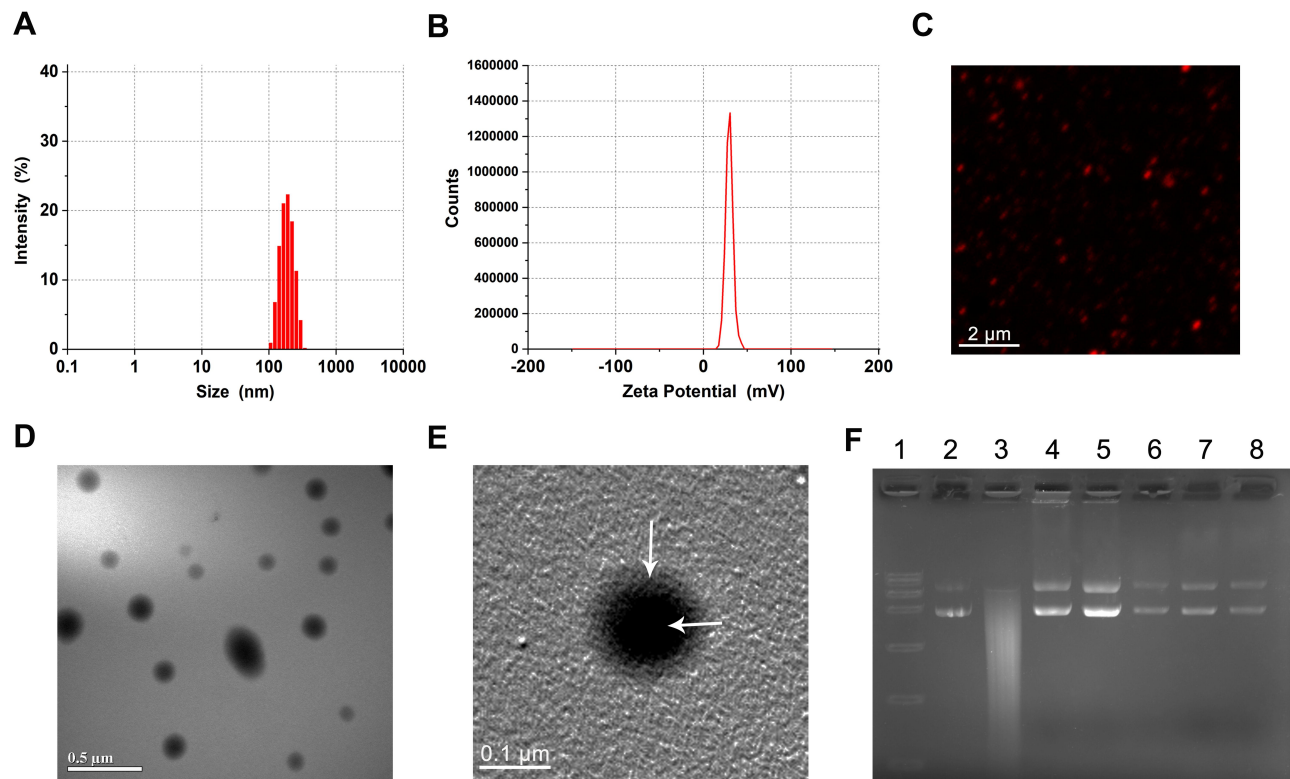 A
Intensity (%)
40
30
20
10
0
0.1 1 10 100 1000 10000
Size (nm)
B
Counts
1600000
1400000
1200000
1000000
800000
600000
400000
200000
0
-200 -100 0 100 200
Zeta Potential (mV)
C
2 µm
D
0.5 µm
E
0.1 µm
F
1 2 3 4 5 6 7 8